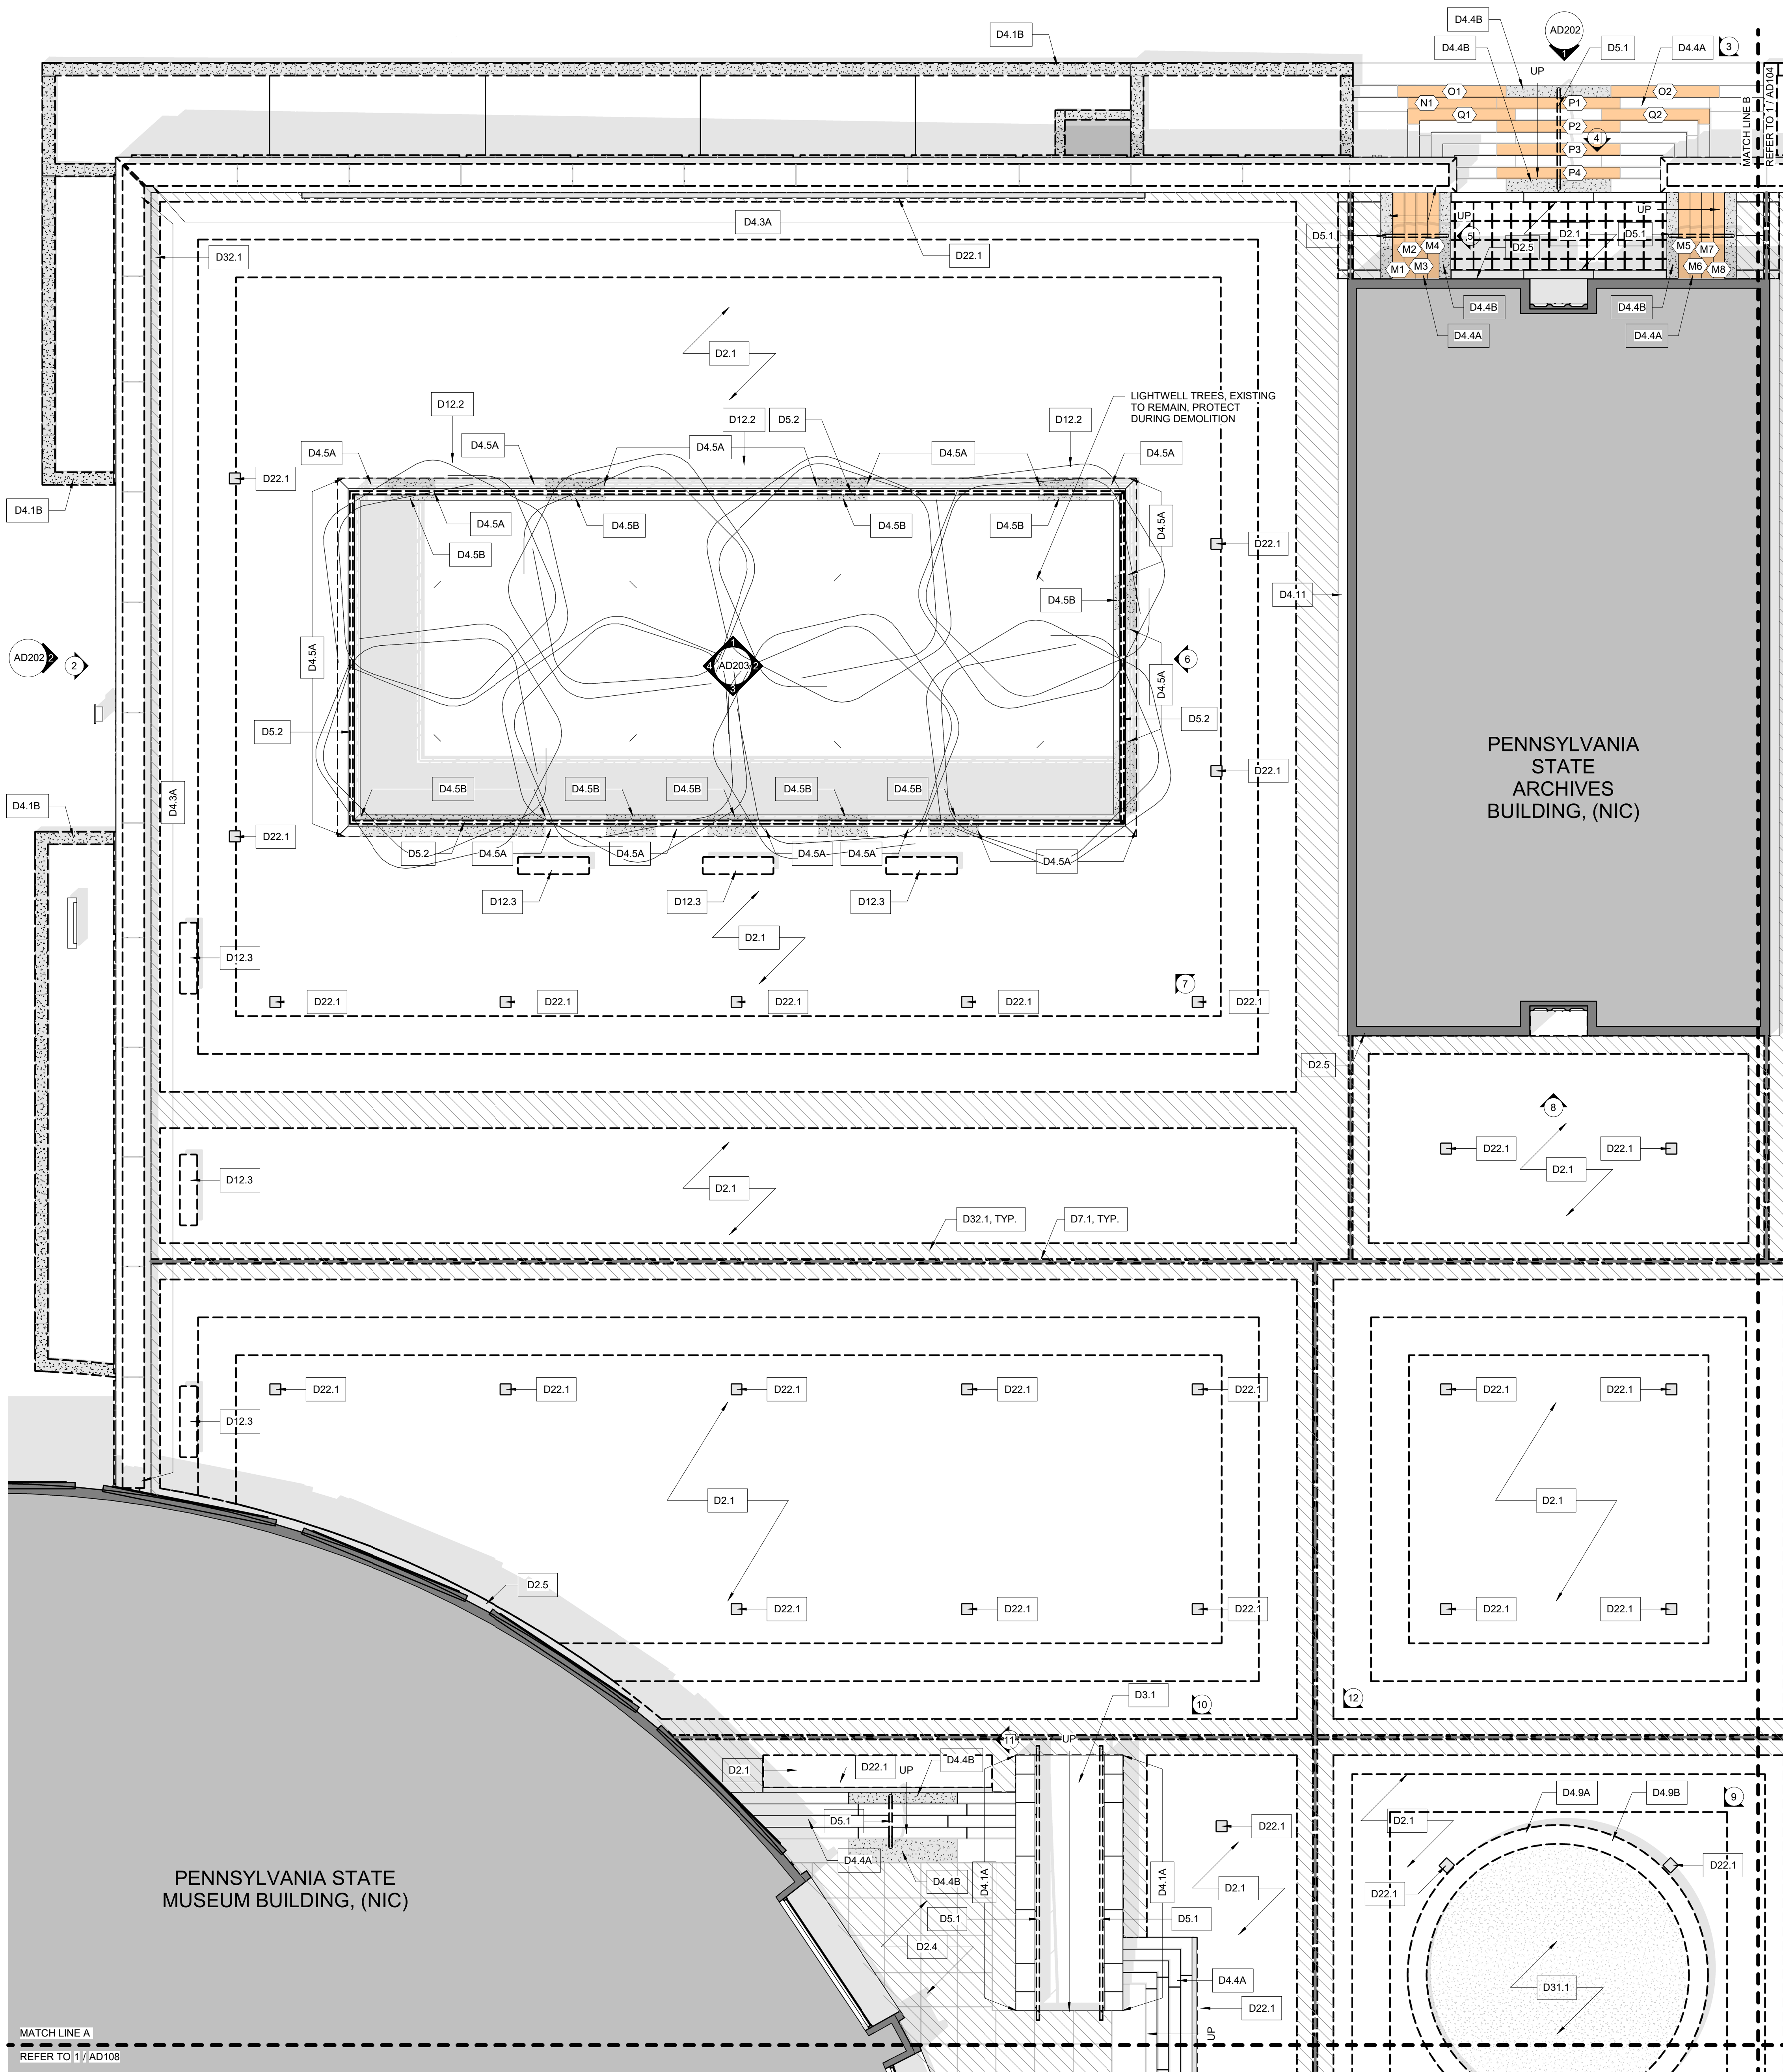 D4.4B
AD202
1
D4.1B
D4.4B
D5.1
D4.4A
3
UP
MATCH LINE B
REFER TO 1 / AD104
O1
O2
N1
P1
Q1
Q2
P2
4
P3
P4
D4.3A
D22.1
D32.1
UP
UP
D5.1
5
D2.5
D2.1
D5.1
M2
M4
M1
M3
M5
M7
M6
M8
D4.4B
D4.4B
D4.4A
D4.4A
D2.1
LIGHTWELL TREES, EXISTING
TO REMAIN, PROTECT
DURING DEMOLITION
D12.2
D12.2
D5.2
D12.2
D4.5A
D4.5A
D4.5A
D4.5A
D4.5A
D22.1
D4.1B
D4.5A
D4.5B
D4.5B
D4.5B
D4.5B
D4.5A
D22.1
D4.5B
D4.11
AD202
2
2
D4.5A
1
4
AD203
2
3
6
D4.5A
D5.2
D5.2
PENNSYLVANIA
STATE
ARCHIVES
BUILDING, (NIC)
D22.1
D4.3A
D4.1B
D4.5B
D4.5B
D4.5B
D4.5B
D4.5B
D22.1
D5.2
D4.5A
D4.5A
D4.5A
D4.5A
D4.5A
D12.3
D12.3
D12.3
D2.1
D12.3
7
D22.1
D22.1
D22.1
D22.1
D22.1
D2.5
8
D22.1
D22.1
D2.1
D12.3
D2.1
D32.1, TYP.
D7.1, TYP.
D22.1
D22.1
D22.1
D22.1
D22.1
D22.1
D22.1
D12.3
D2.1
D2.1
D2.5
D22.1
D22.1
D22.1
D22.1
D22.1
D3.1
10
12
11
UP
D2.1
D22.1
UP
D4.4B
D4.9A
D4.9B
9
D5.1
D22.1
D2.1
D4.4A
D4.4B
D4.1A
D4.1A
D2.1
D22.1
D22.1
PENNSYLVANIA STATE
MUSEUM BUILDING, (NIC)
D5.1
D5.1
D2.4
D4.4A
D31.1
D22.1
UP
MATCH LINE A
REFER TO 1 / AD108